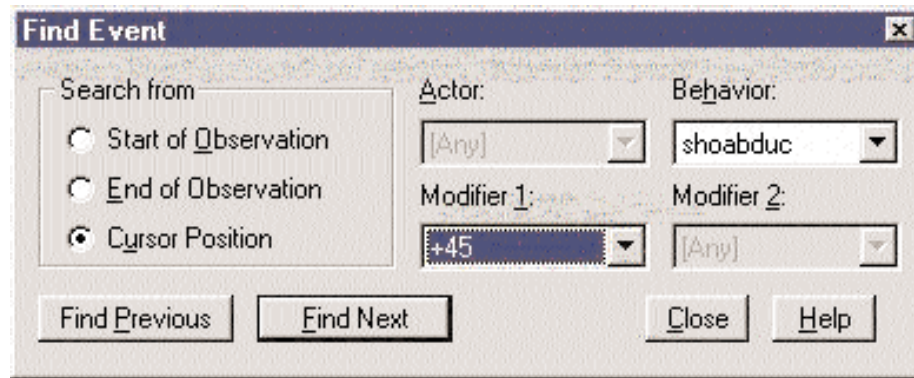 Find Event
Search from
Start of Observation
End of Observation
Cursor Position
Actor:
[Any]
Behavior:
shoabduc
Modifier 1:
+45
Modifier 2:
[Any]
Find Previous
Find Next
Close
Help